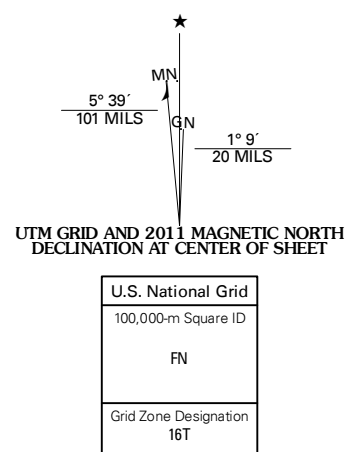 MN
5° 39´
101 MILS
GN
1° 9´
20 MILS
UTM GRID AND 2011 MAGNETIC NORTH
DECLINATION AT CENTER OF SHEET
U.S. National Grid
100,000-m Square ID
FN
Grid Zone Designation
16T